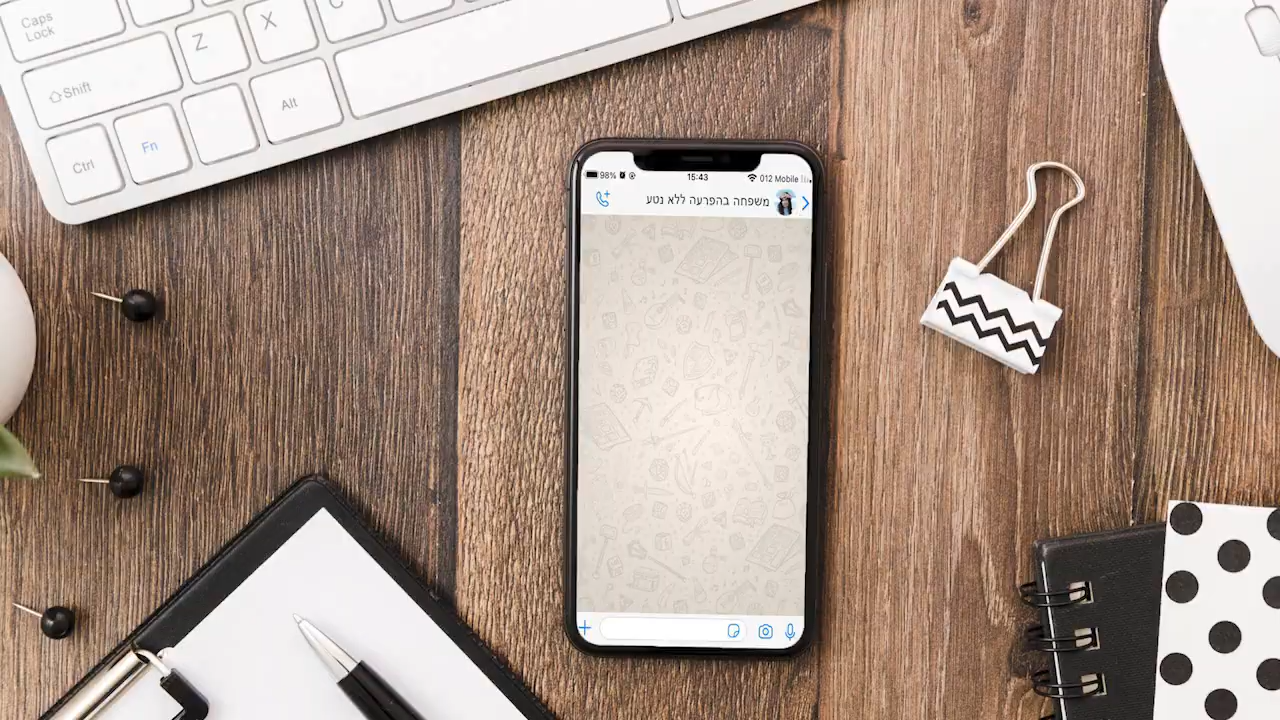 Caps
Lock
Z
X
C
Shift
Alt
Ctrl
Fn
98%
15:43
012 Mobile
משפחה בהפרעה ללא נטע